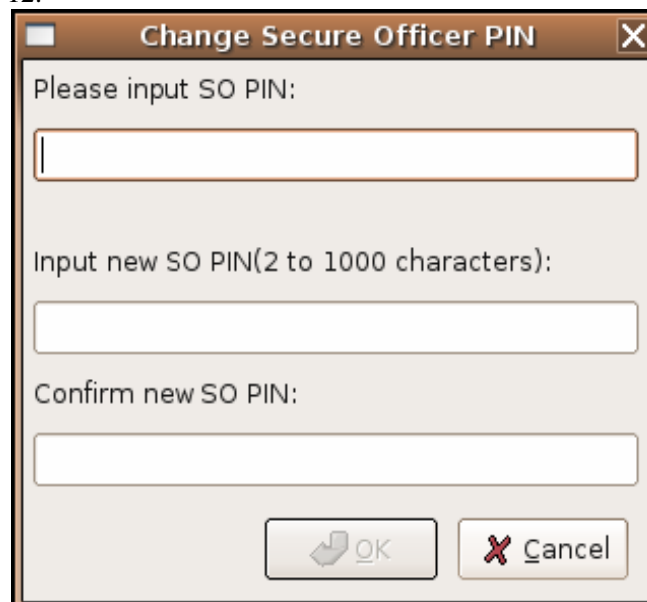 Change Secure Officer PIN
Please input SO PIN:
Input new SO PIN(2 to 1000 characters):
Confirm new SO PIN:
OK
Cancel